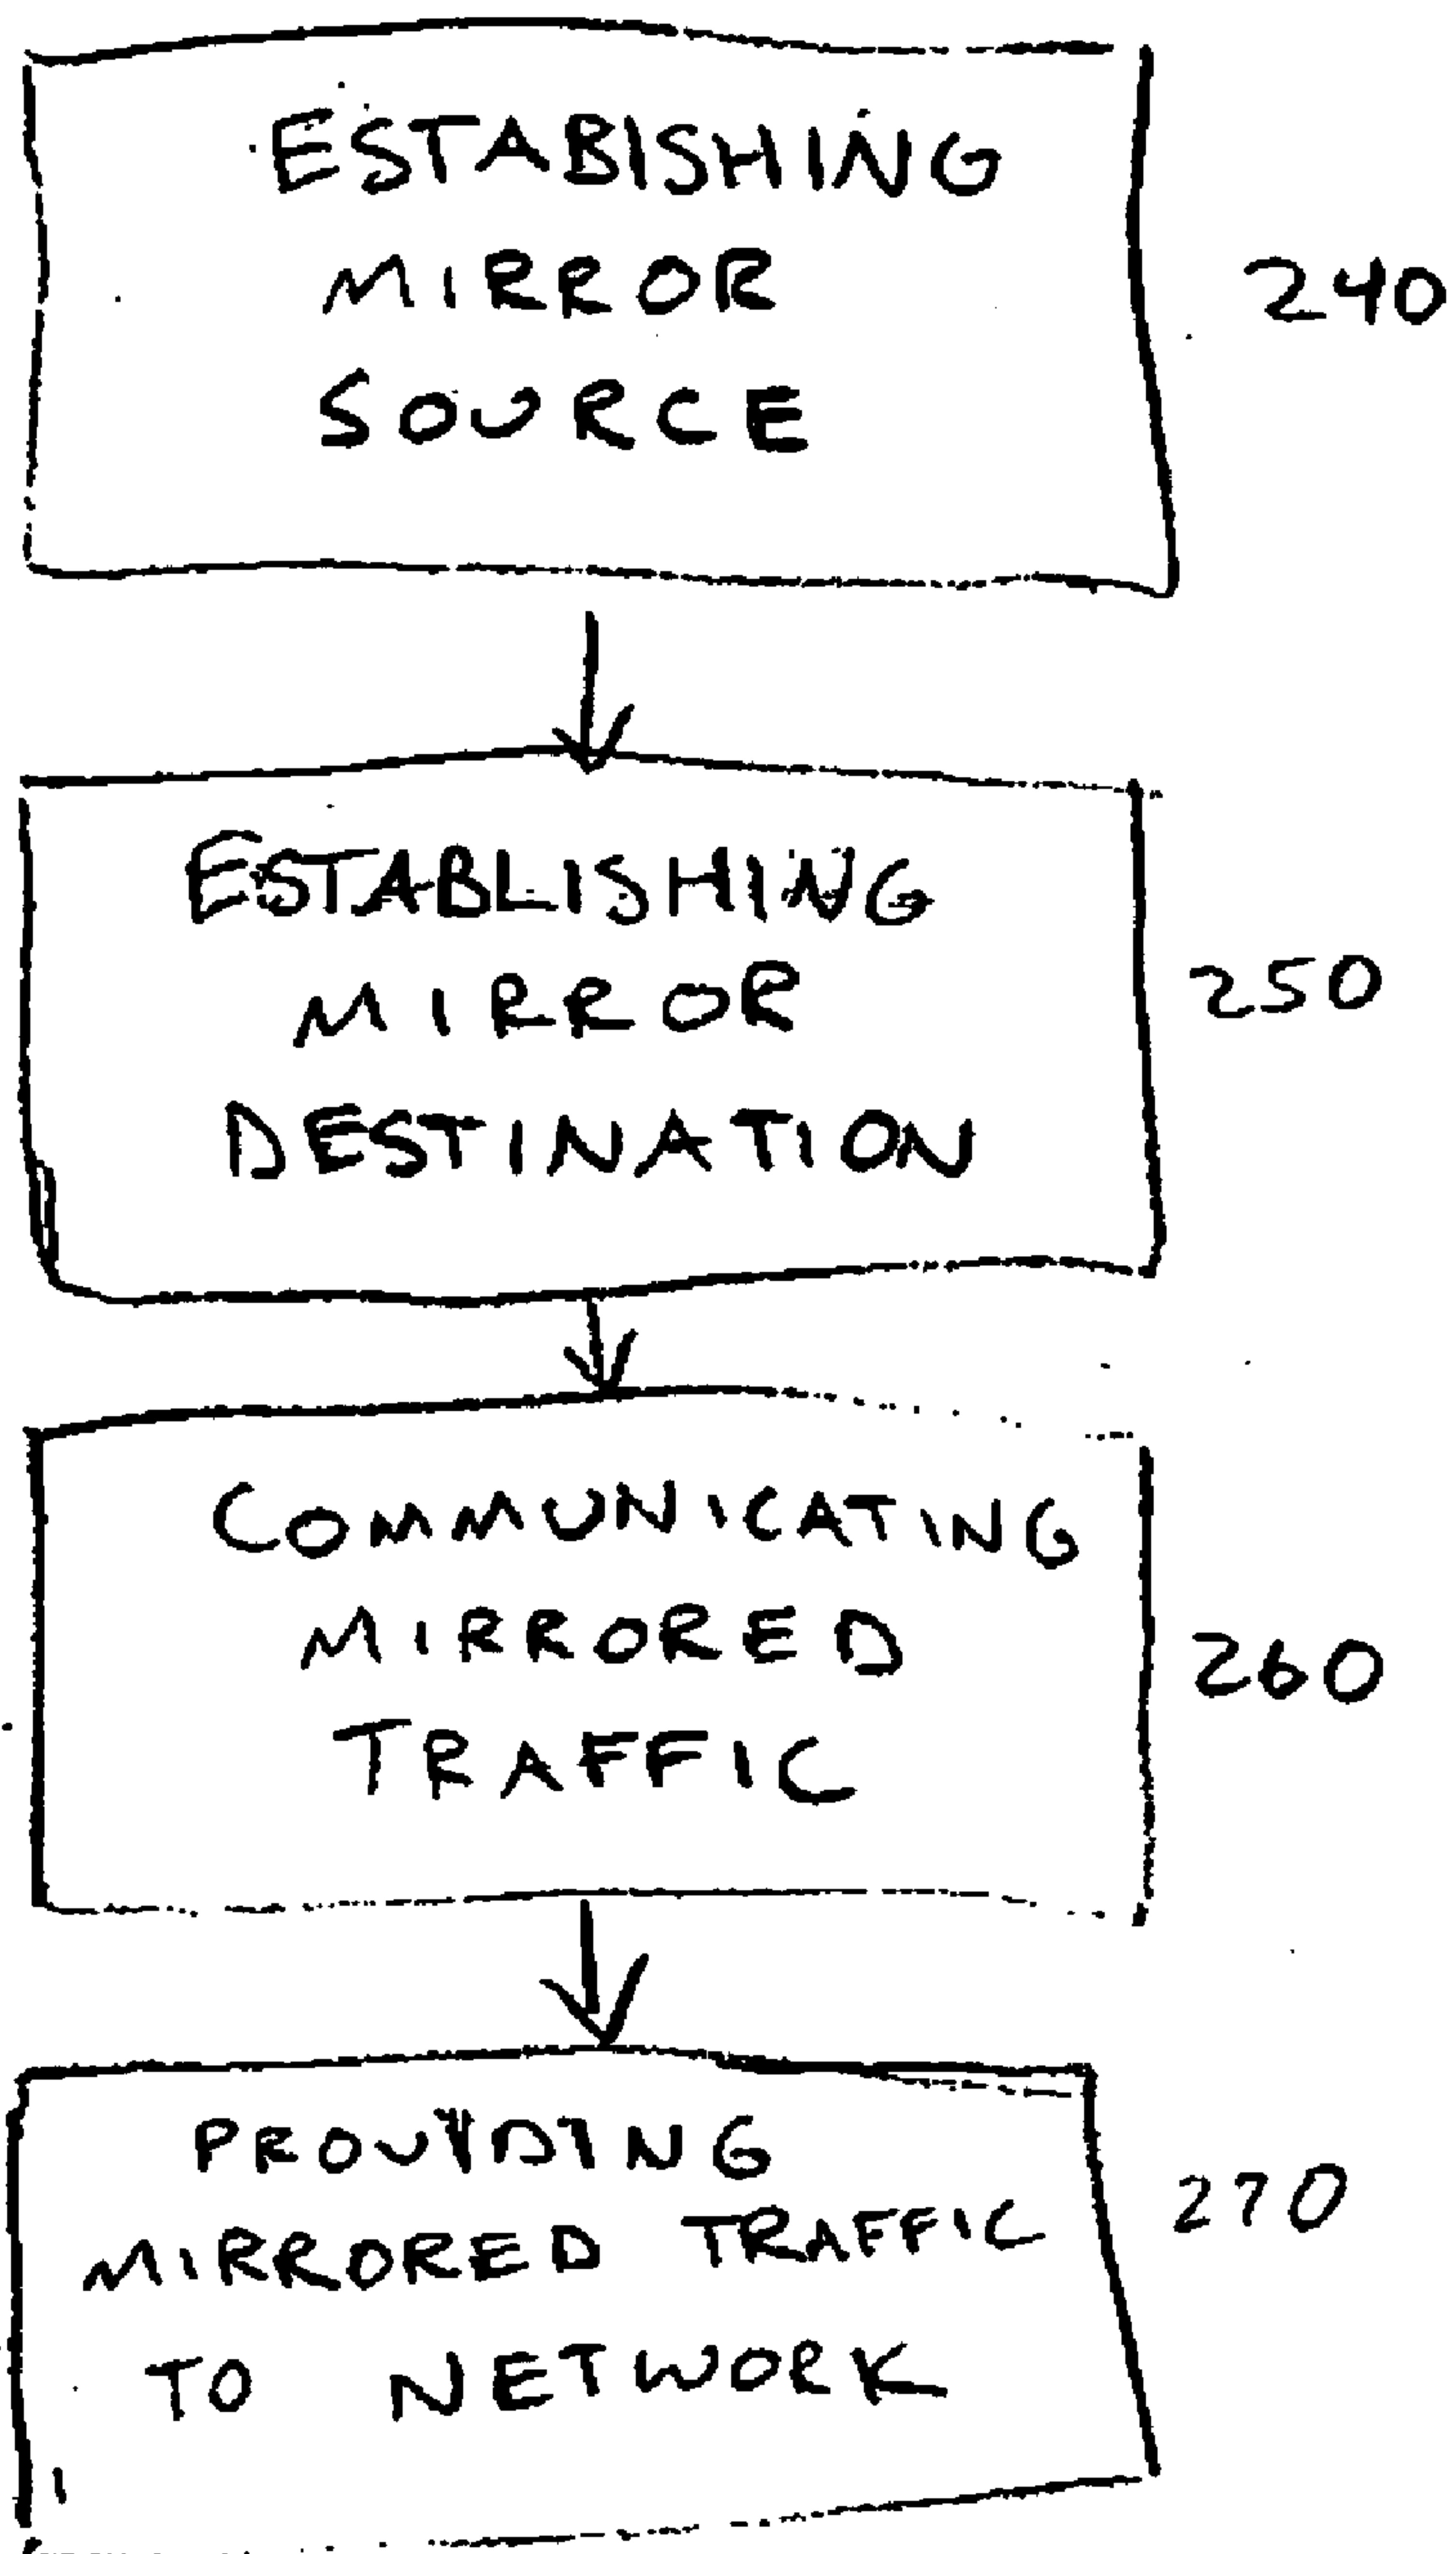 ESTABISHING
MIRROR
SOURCE
240
ESTABLISHING
MIRROR
DESTINATION
250
COMMUNICATING
MIRRORED
TRAFFIC
260
PROVIDING
MIRRORED TRAFFIC
TO NETWORK
270